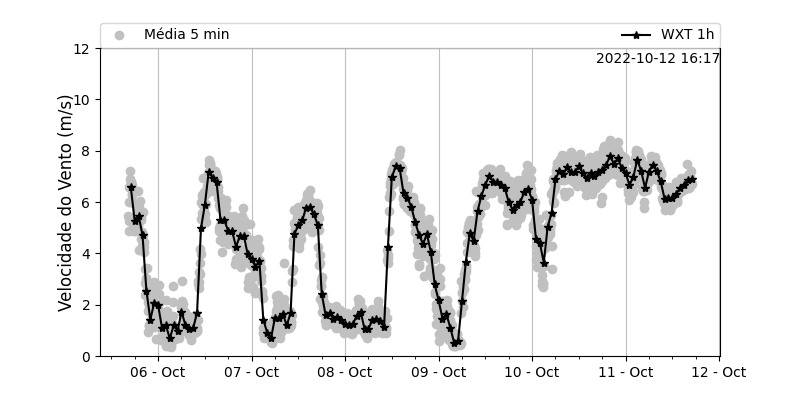 Média 5 min
WXT 1h
2022-10-12 16:17
Velocidade do Vento (m/s)
12
10
8
6
4
2
0
06 - Oct
07 - Oct
08 - Oct
09 - Oct
10 - Oct
11 - Oct
12 - Oct